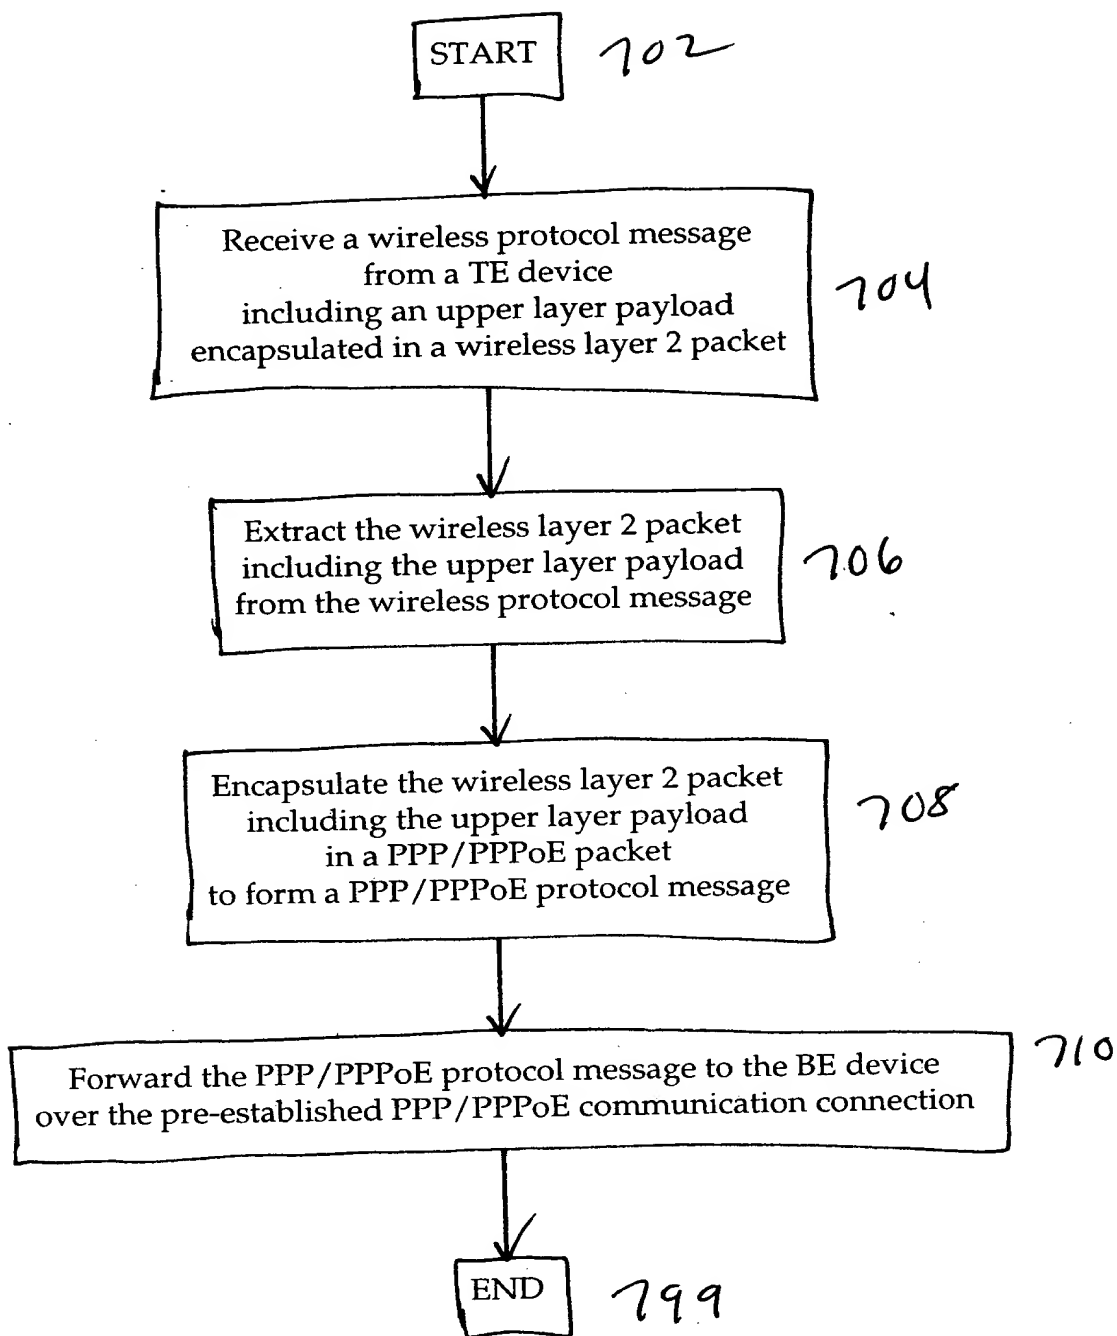 START
702
Receive a wireless protocol message
from a TE device
including an upper layer payload
encapsulated in a wireless layer 2 packet
704
Extract the wireless layer 2 packet
including the upper layer payload
from the wireless protocol message
706
Encapsulate the wireless layer 2 packet
including the upper layer payload
in a PPP/PPPoE packet
to form a PPP/PPPoE protocol message
708
Forward the PPP/PPPoE protocol message to the BE device
over the pre-established PPP/PPPoE communication connection
710
END
799